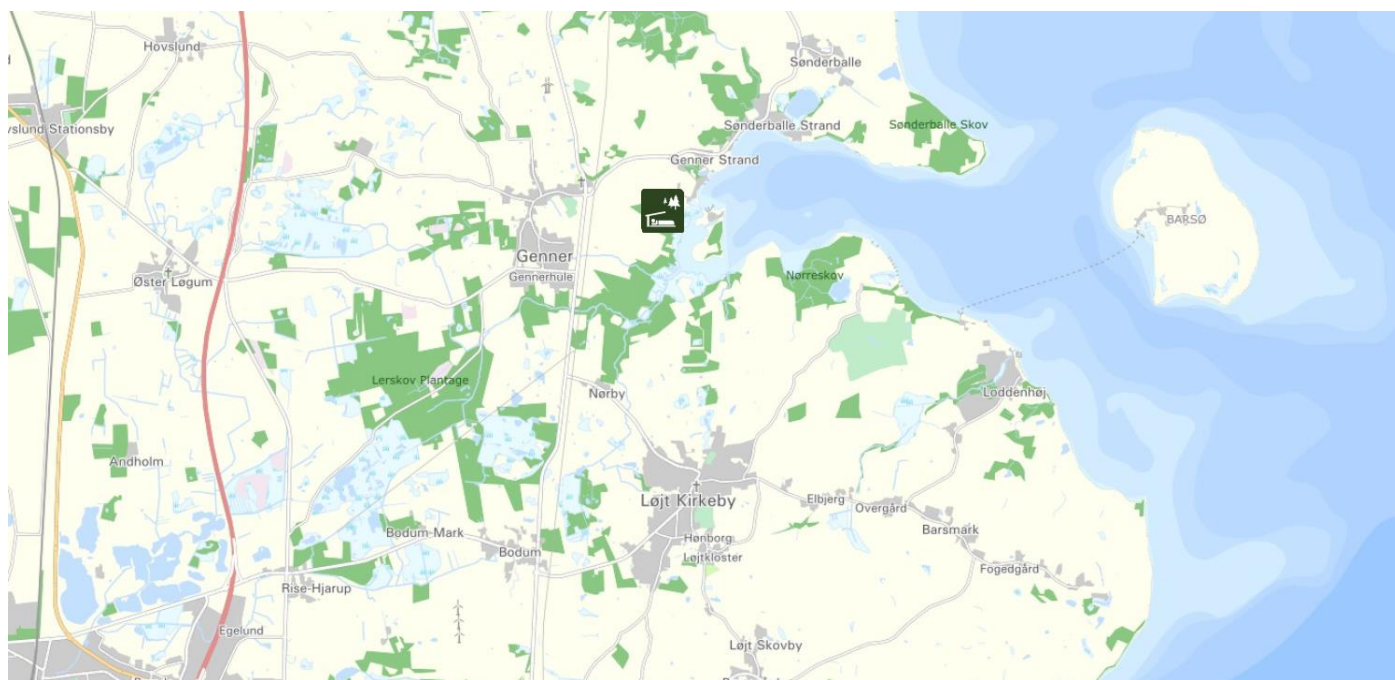 Hovslund
Sønderballe
vslund Stationsby
Sønderballe Strand
Sønderballe Skov
Genner Strand
BARSØ
Genner
Gennerhule
Øster Løgum
Nørreskov
Lerskov Plantage
Nørby
Loddenhøj
Andholm
Løjt Kirkeby
Elbjerg
Overgård
Bodum Mark
Barsmark
Hønborg
Bodum
Løjtkloster
Fogedgård
Rise-Hjarup
Egelund
Løjt Skovby